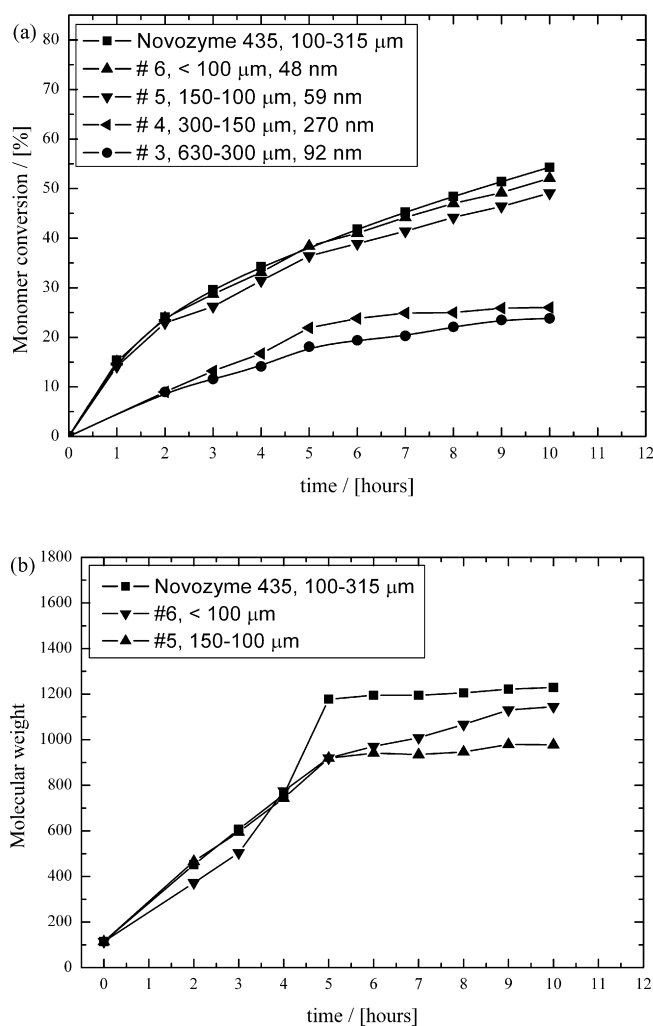 (a)
Novozyme 435, 100-315 μm
# 6, < 100 μm, 48 nm
# 5, 150-100 μm, 59 nm
# 4, 300-150 μm, 270 nm
# 3, 630-300 μm, 92 nm
Monomer conversion / [%]
80
70
60
50
40
30
20
10
0
0 1 2 3 4 5 6 7 8 9 10 11 12
time / [hours]
(b)
Novozyme 435, 100-315 μm
#6, < 100 μm
#5, 150-100 μm
Molecular weight
1800
1600
1400
1200
1000
800
600
400
200
0
0 1 2 3 4 5 6 7 8 9 10 11 12
time / [hours]